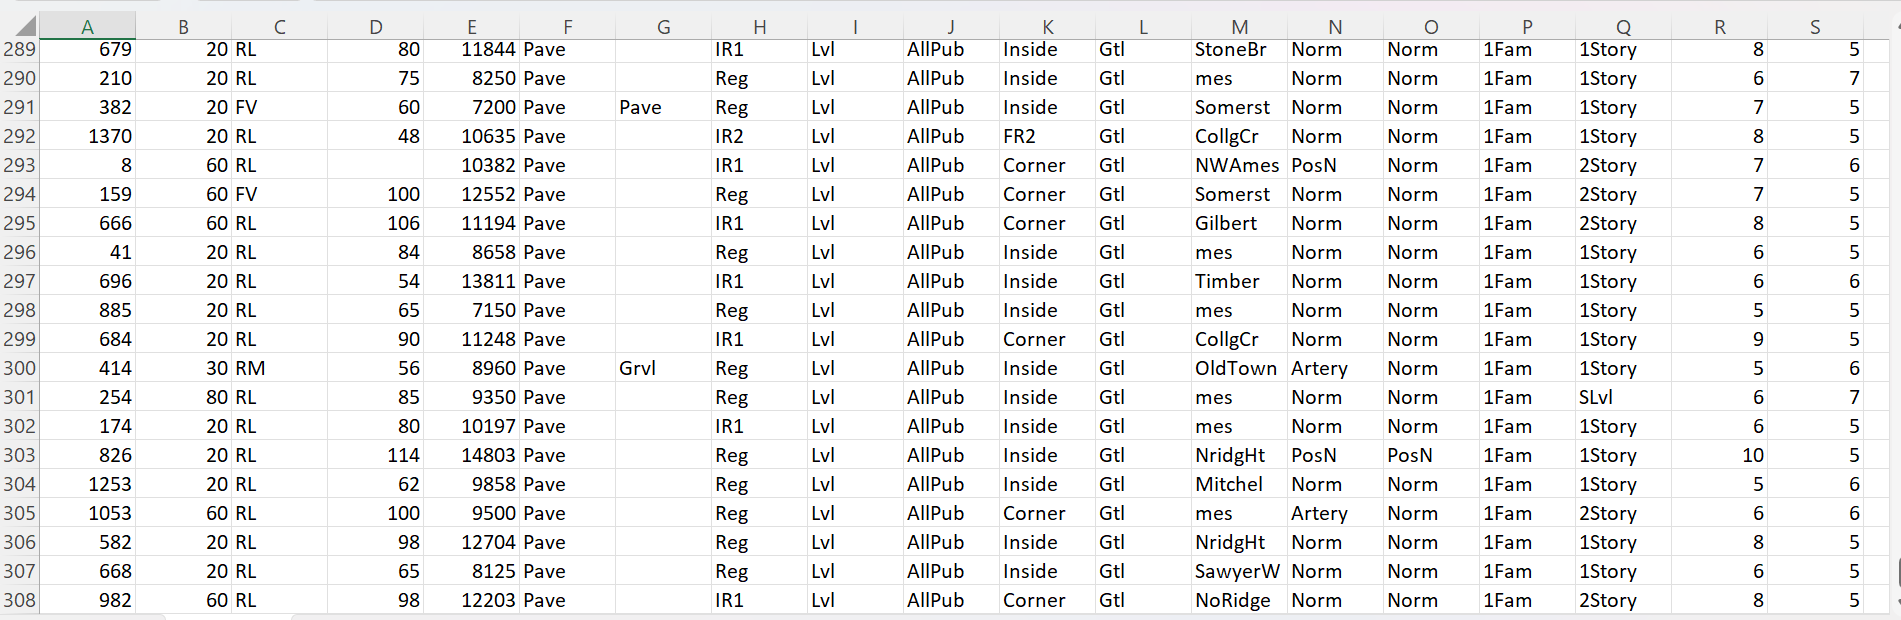 A B C D E F G H I J K L M N O P Q R S
289 679 20 RL 80 11844 Pave IR1 Lvl AllPub Inside Gtl StoneBr Norm Norm 1Fam 1Story 8 5
290 210 20 RL 75 8250 Pave Reg Lvl AllPub Inside Gtl mes Norm Norm 1Fam 1Story 6 7
291 382 20 FV 60 7200 Pave Pave Reg Lvl AllPub Inside Gtl Somerst Norm Norm 1Fam 1Story 7 5
292 1370 20 RL 48 10635 Pave IR2 Lvl AllPub FR2 Gtl CollgCr Norm Norm 1Fam 1Story 8 5
293 8 60 RL 10382 Pave IR1 Lvl AllPub Corner Gtl NWAmes PosN Norm 1Fam 2Story 7 6
294 159 60 FV 100 12552 Pave Reg Lvl AllPub Corner Gtl Somerst Norm Norm 1Fam 2Story 7 5
295 666 60 RL 106 11194 Pave IR1 Lvl AllPub Corner Gtl Gilbert Norm Norm 1Fam 2Story 8 5
296 41 20 RL 84 8658 Pave Reg Lvl AllPub Inside Gtl mes Norm Norm 1Fam 1Story 6 5
297 696 20 RL 54 13811 Pave IR1 Lvl AllPub Inside Gtl Timber Norm Norm 1Fam 1Story 6 6
298 885 20 RL 65 7150 Pave Reg Lvl AllPub Inside Gtl mes Norm Norm 1Fam 1Story 5 5
299 684 20 RL 90 11248 Pave IR1 Lvl AllPub Corner Gtl CollgCr Norm Norm 1Fam 1Story 9 5
300 414 30 RM 56 8960 Pave Grvl Reg Lvl AllPub Inside Gtl OldTown Artery Norm 1Fam 1Story 5 6
301 254 80 RL 85 9350 Pave Reg Lvl AllPub Inside Gtl mes Norm Norm 1Fam SLvl 6 7
302 174 20 RL 80 10197 Pave IR1 Lvl AllPub Inside Gtl mes Norm Norm 1Fam 1Story 6 5
303 826 20 RL 114 14803 Pave Reg Lvl AllPub Inside Gtl NridgHt PosN PosN 1Fam 1Story 10 5
304 1253 20 RL 62 9858 Pave Reg Lvl AllPub Inside Gtl Mitchel Norm Norm 1Fam 1Story 5 6
305 1053 60 RL 100 9500 Pave Reg Lvl AllPub Corner Gtl mes Artery Norm 1Fam 2Story 6 6
306 582 20 RL 98 12704 Pave Reg Lvl AllPub Inside Gtl NridgHt Norm Norm 1Fam 1Story 8 5
307 668 20 RL 65 8125 Pave Reg Lvl AllPub Inside Gtl SawyerW Norm Norm 1Fam 1Story 6 5
308 982 60 RL 98 12203 Pave IR1 Lvl AllPub Corner Gtl NoRidge Norm Norm 1Fam 2Story 8 5